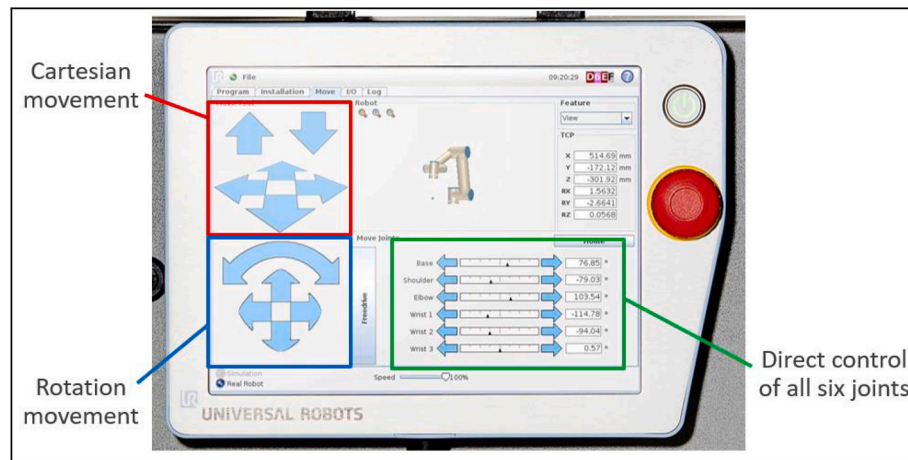 Cartesian
movement
Rotation
movement
Direct control
of all six joints
File
09:20:29 D6EF ?
Program Installation Move I/O Log
Robot
Feature
View
TCP
X 514.69 mm
Y -172.12 mm
Z -301.92 mm
RX 1.5632
RY -2.6641
RZ 0.0568
Move Joints
Home
Freedrive
Base 76.85 °
Shoulder -79.03 °
Elbow 103.54 °
Wrist 1 -114.78 °
Wrist 2 -94.04 °
Wrist 3 0.57 °
Simulation
Real Robot
Speed 100%
UR
UNIVERSAL ROBOTS